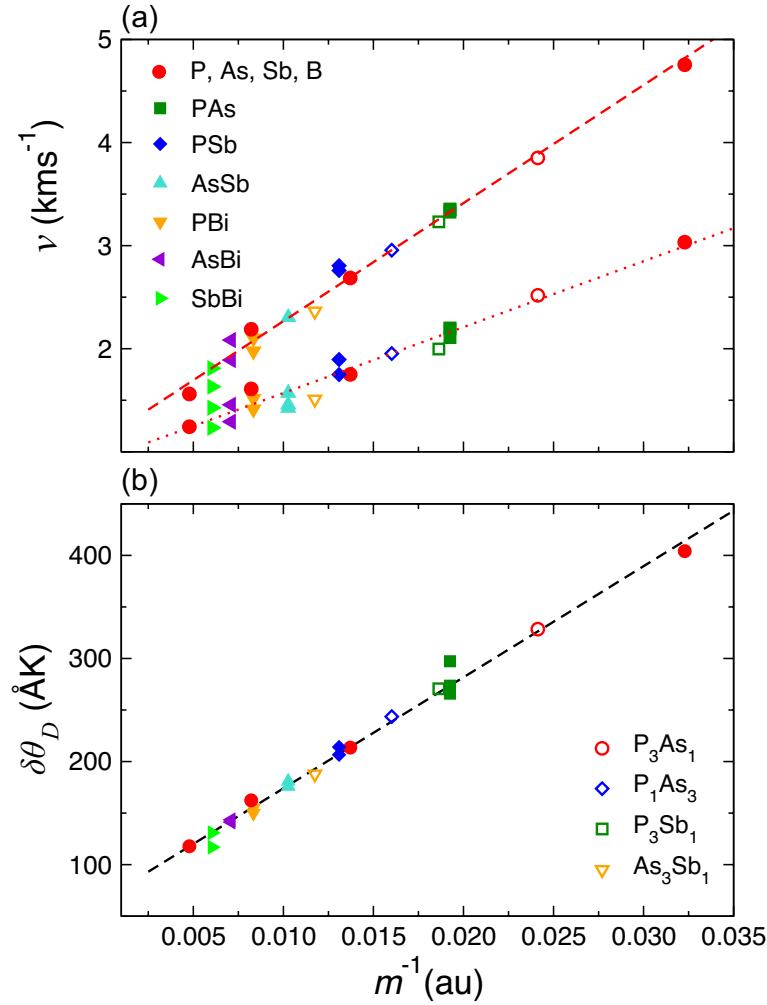 (a)
5
4
3
2
v (kms⁻¹)
P, As, Sb, B
PAs
PSb
AsSb
PBi
AsBi
SbBi
(b)
400
300
200
100
δθ_D (ÅK)
P₃As₁
P₁As₃
P₃Sb₁
As₃Sb₁
0.005 0.010 0.015 0.020 0.025 0.030 0.035
m⁻¹(au)